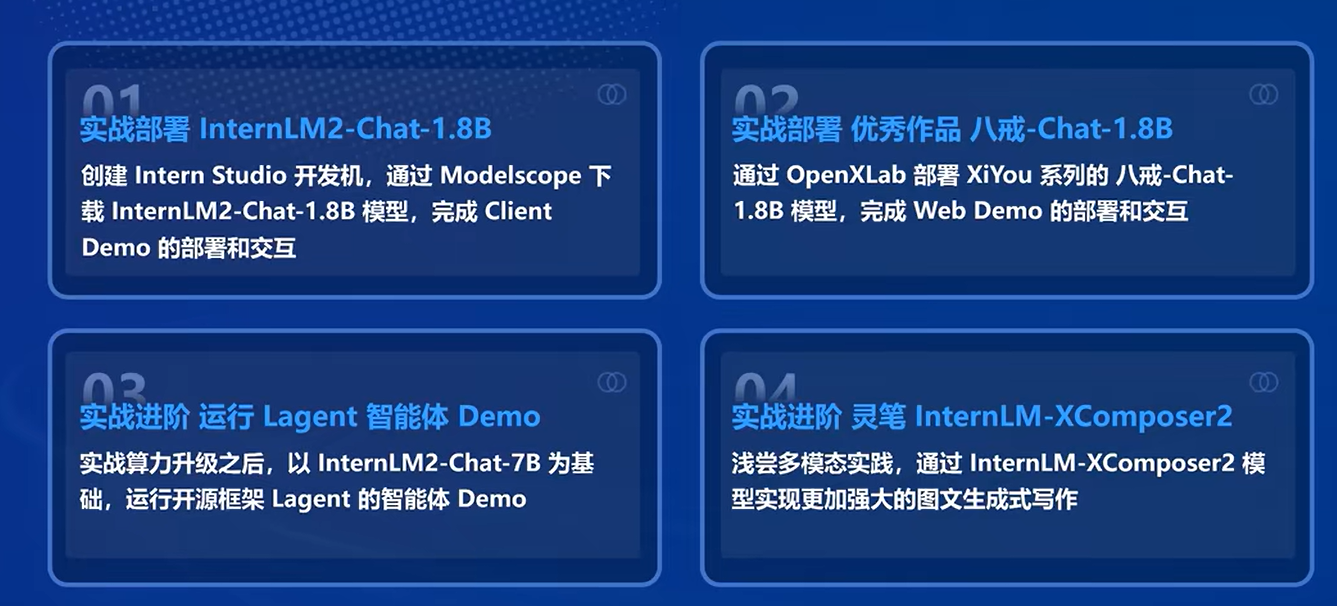 01
实战部署 InternLM2-Chat-1.8B
创建 Intern Studio 开发机，通过 Modelscope 下
载 InternLM2-Chat-1.8B 模型，完成 Client
Demo 的部署和交互
02
实战部署 优秀作品 八戒-Chat-1.8B
通过 OpenXLab 部署 XiYou 系列的 八戒-Chat-
1.8B 模型，完成 Web Demo 的部署和交互
03
实战进阶 运行 Lagent 智能体 Demo
实战算力升级之后，以 InternLM2-Chat-7B 为基
础，运行开源框架 Lagent 的智能体 Demo
04
实战进阶 灵笔 InternLM-XComposer2
浅尝多模态实践，通过 InternLM-XComposer2 模
型实现更加强大的图文生成式写作